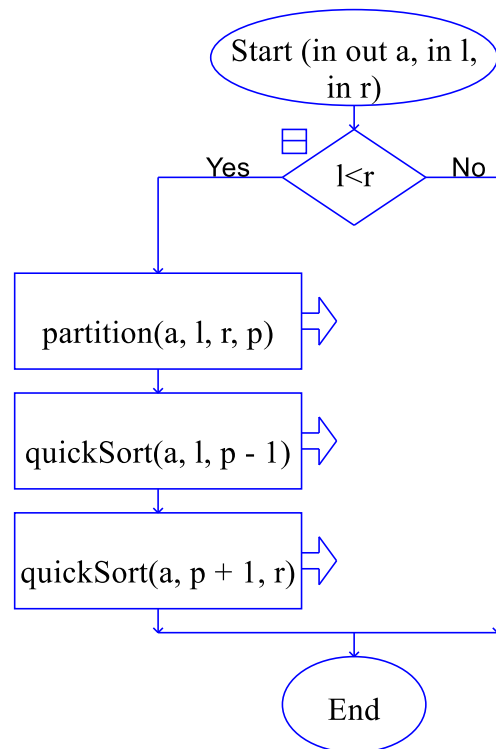 Start (in out a, in l,
in r)
Yes
l<r
No
partition(a, l, r, p)
quickSort(a, l, p - 1)
quickSort(a, p + 1, r)
End